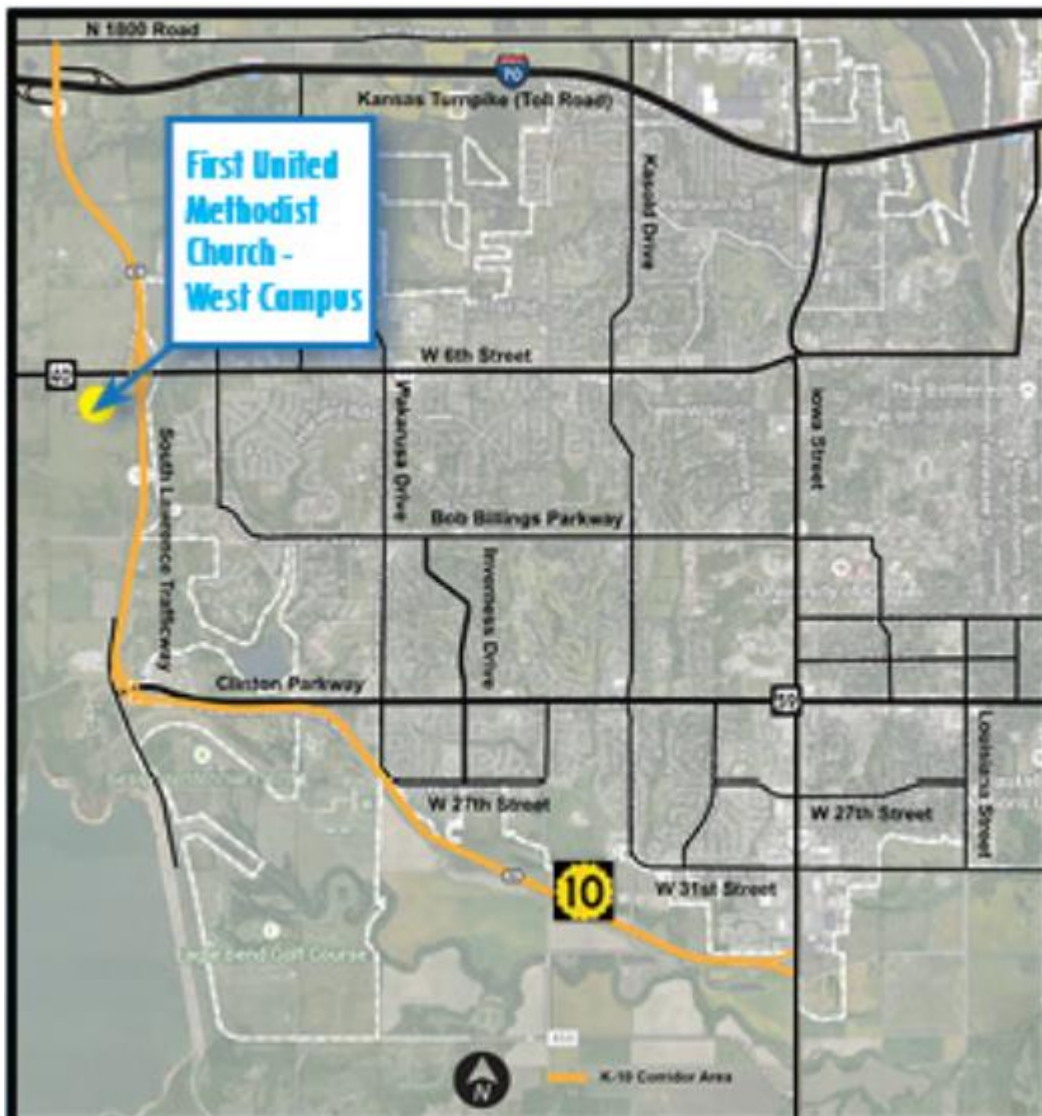 N 1800 Road
70
Kansas Turnpike (Toll Road)
First United
Methodist
Church -
West Campus
Kasold Drive
Peterson Rd
W 6th Street
40
Wakarusa Drive
Iowa Street
South Lawrence Trafficway
Bob Billings Parkway
Inverness Drive
Clinton Parkway
59
Louisiana Street
W 27th Street
W 27th Street
10
W 31st Street
Eagle Bend Golf Course
N
K-10 Corridor Area